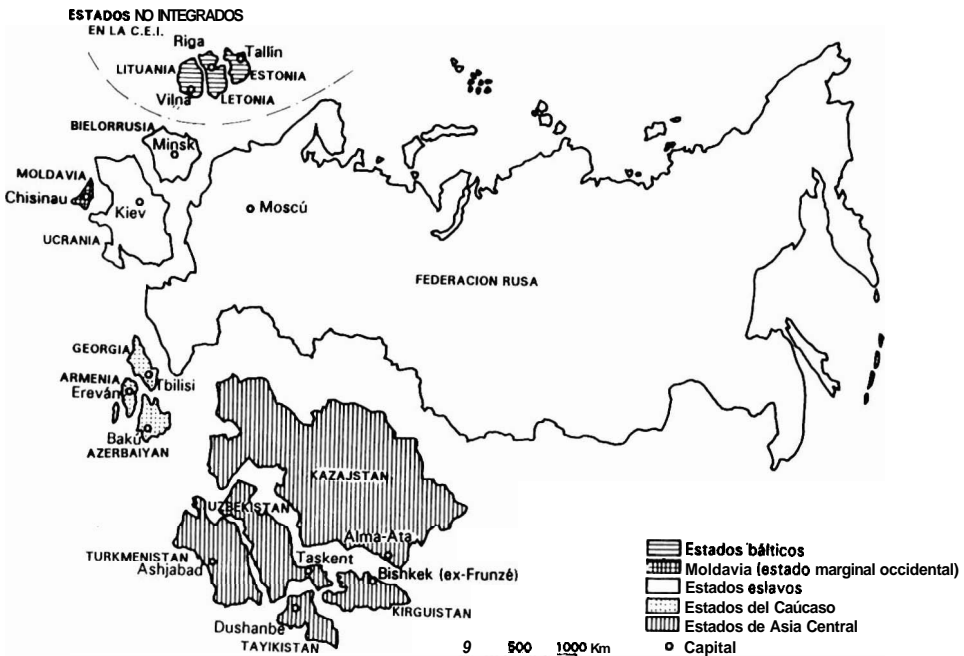 ESTADOS NO INTEGRADOS
EN LA C.E.I.
Riga
Tallín
LITUANIA
ESTONIA
Vilna
LETONIA
BIELORRUSIA
Minsk
MOLDAVIA
Chisinau
Kiev
Moscú
UCRANIA
FEDERACION RUSA
GEORGIA
Tbilisi
ARMENIA
Ereván
Bakú
AZERBAIYAN
KAZAJSTAN
UZBEKISTAN
Alma-Ata
TURKMENISTAN
Taskent
Ashjabad
Bishkek (ex-Frunzé)
KIRGUISTAN
Dushanbe
TAYIKISTAN
9 500 1000 Km
Estados bálticos
Moldavia (estado marginal occidental)
Estados eslavos
Estados del Caúcaso
Estados de Asia Central
Capital